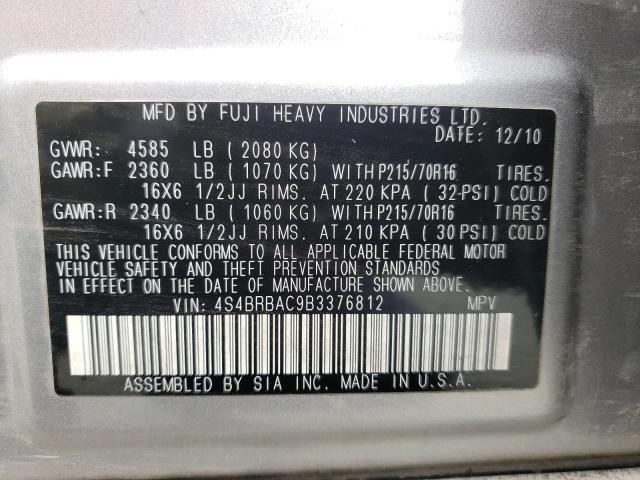 MFD BY FUJI HEAVY INDUSTRIES LTD.
DATE: 12/10
GVWR: 4585 LB ( 2080 KG)
GAWR:F 2360 LB ( 1070 KG) WITH P215/70R16 TIRES.
16X6 1/2JJ RIMS. AT 220 KPA ( 32-PSI) COLD
GAWR:R 2340 LB ( 1060 KG) WITH P215/70R16 TIRES.
16X6 1/2JJ RIMS. AT 210 KPA ( 30 PSI) COLD
THIS VEHICLE CONFORMS TO ALL APPLICABLE FEDERAL MOTOR
VEHICLE SAFETY AND THEFT PREVENTION STANDARDS
IN EFFECT ON THE DATE OF MANUFACTURE SHOWN ABOVE.
VIN: 4S4BRBAC9B3376812 MPV
ASSEMBLED BY SIA INC. MADE IN U.S.A.